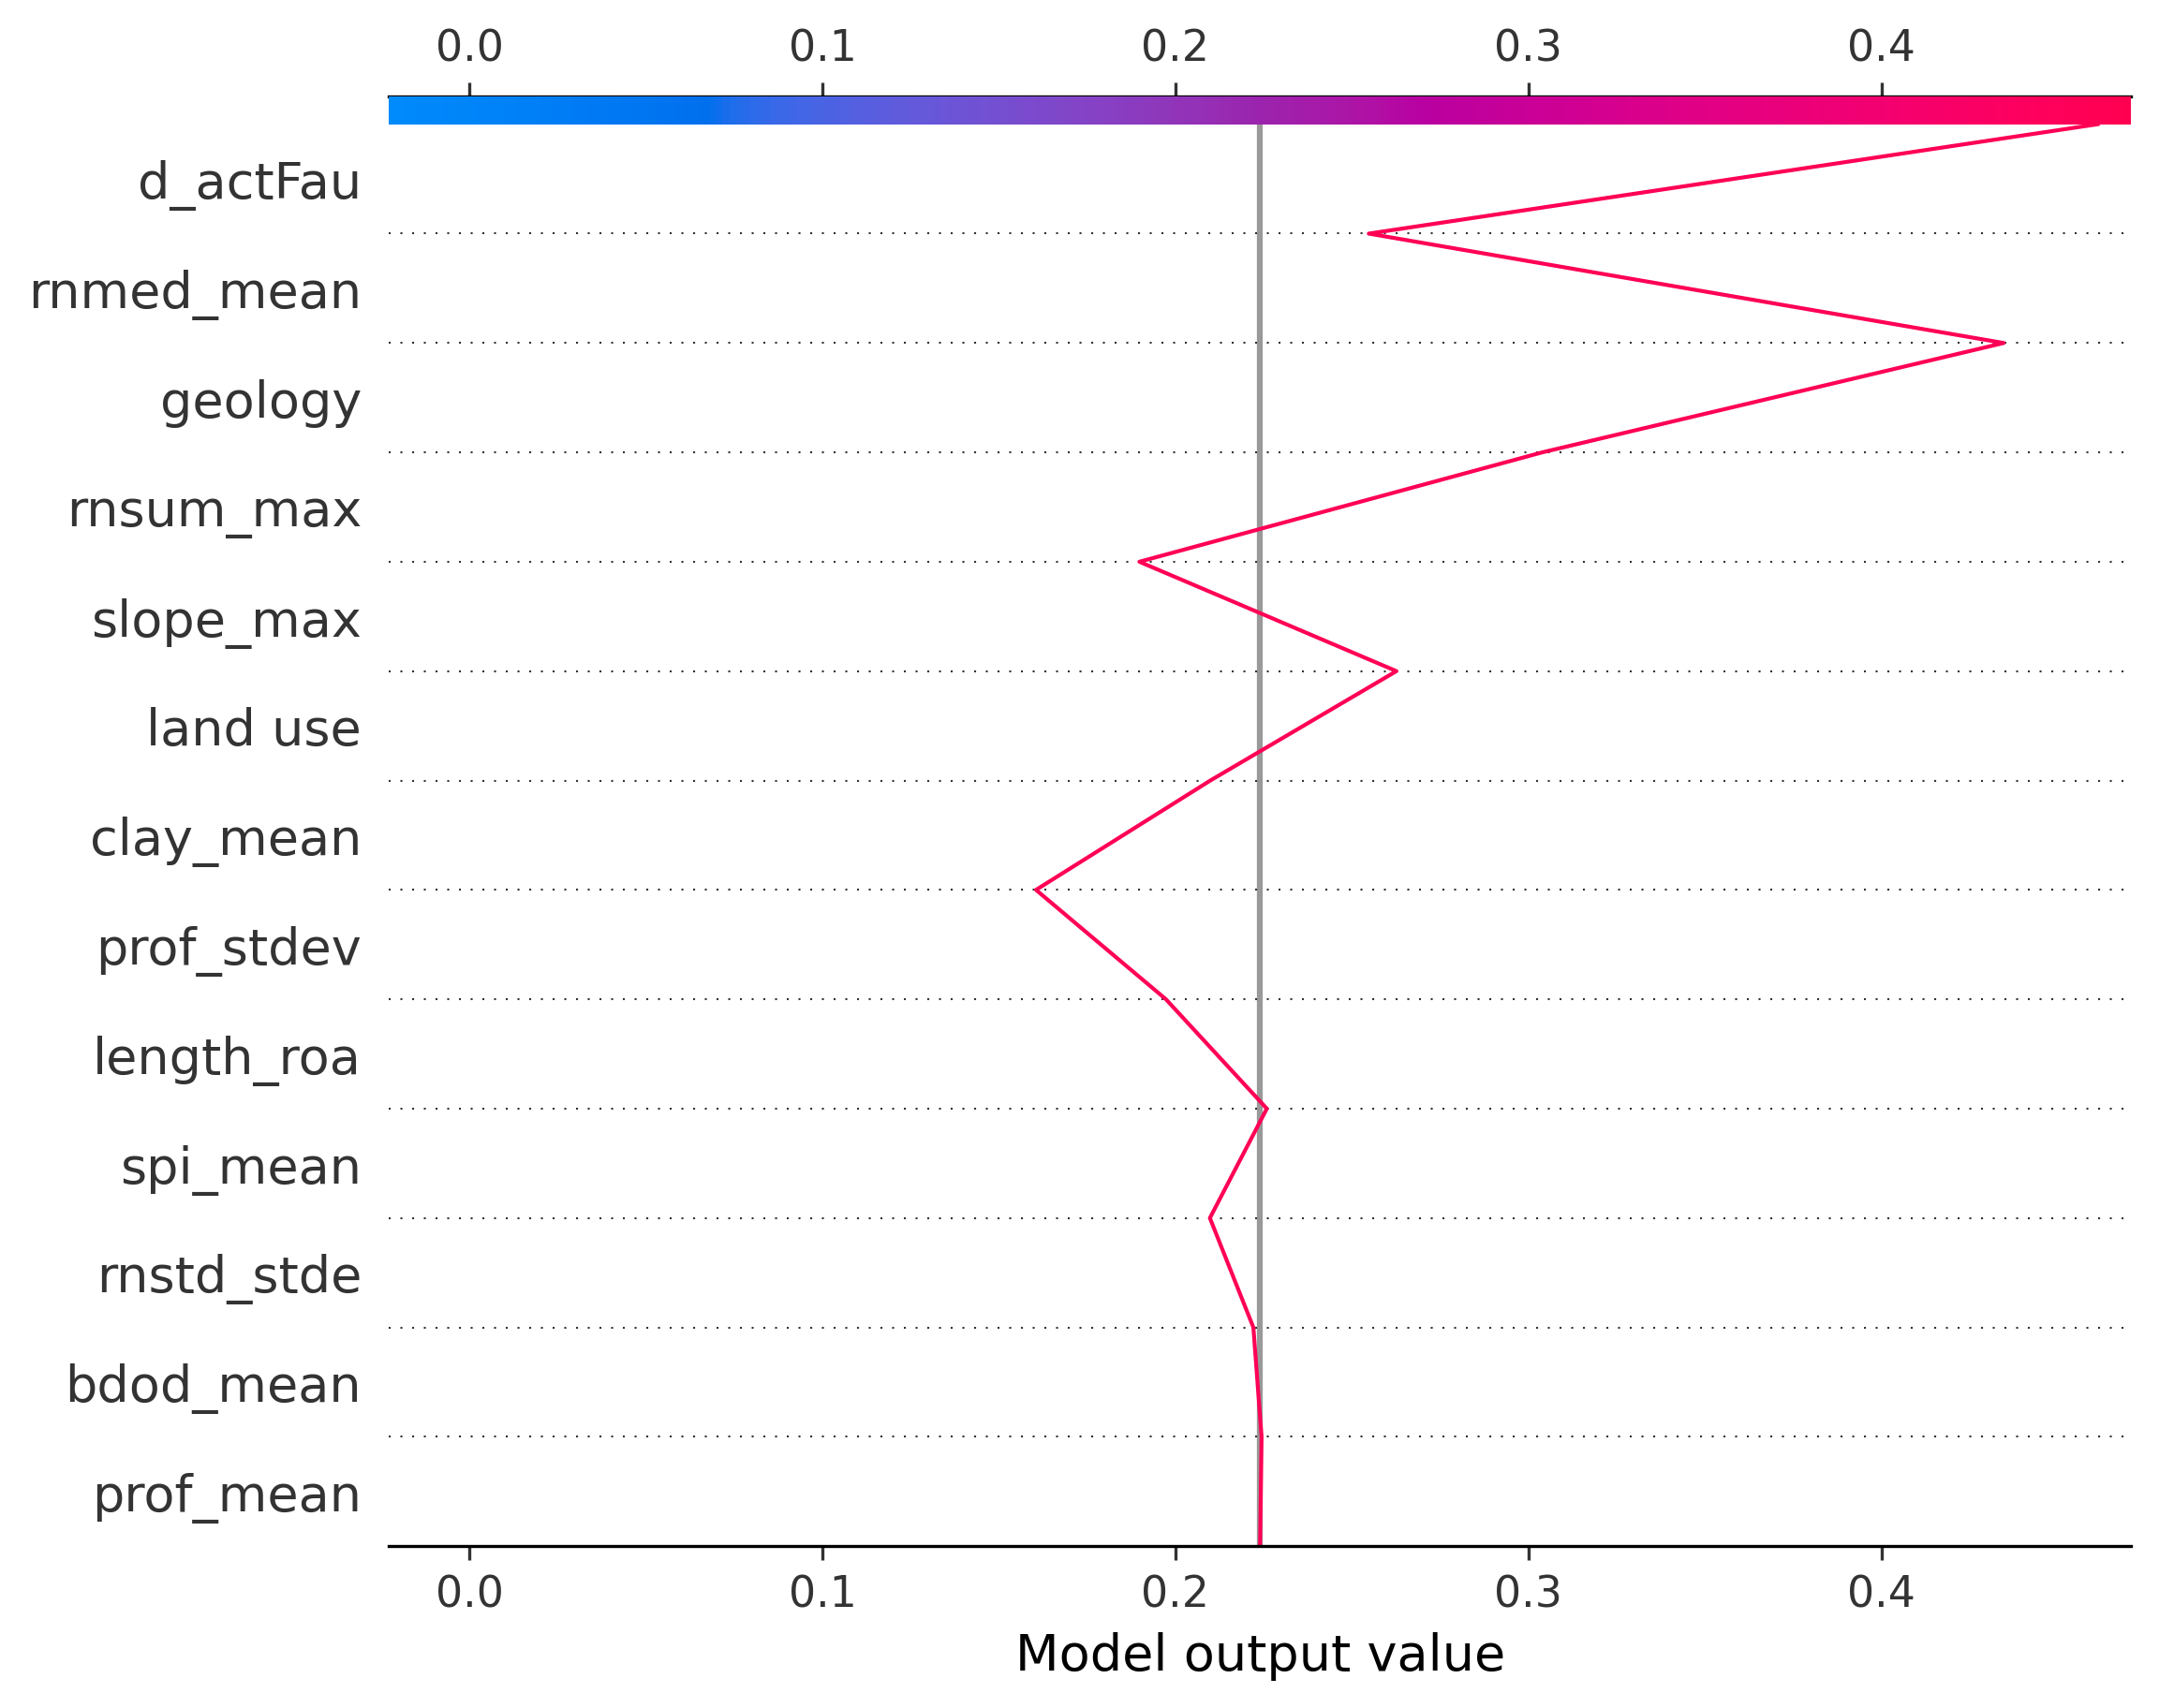 0.0 0.1 0.2 0.3 0.4
d_actFau
rnmed_mean
geology
rnsum_max
slope_max
land use
clay_mean
prof_stdev
length_roa
spi_mean
rnstd_stde
bdod_mean
prof_mean
0.0 0.1 0.2 0.3 0.4
Model output value